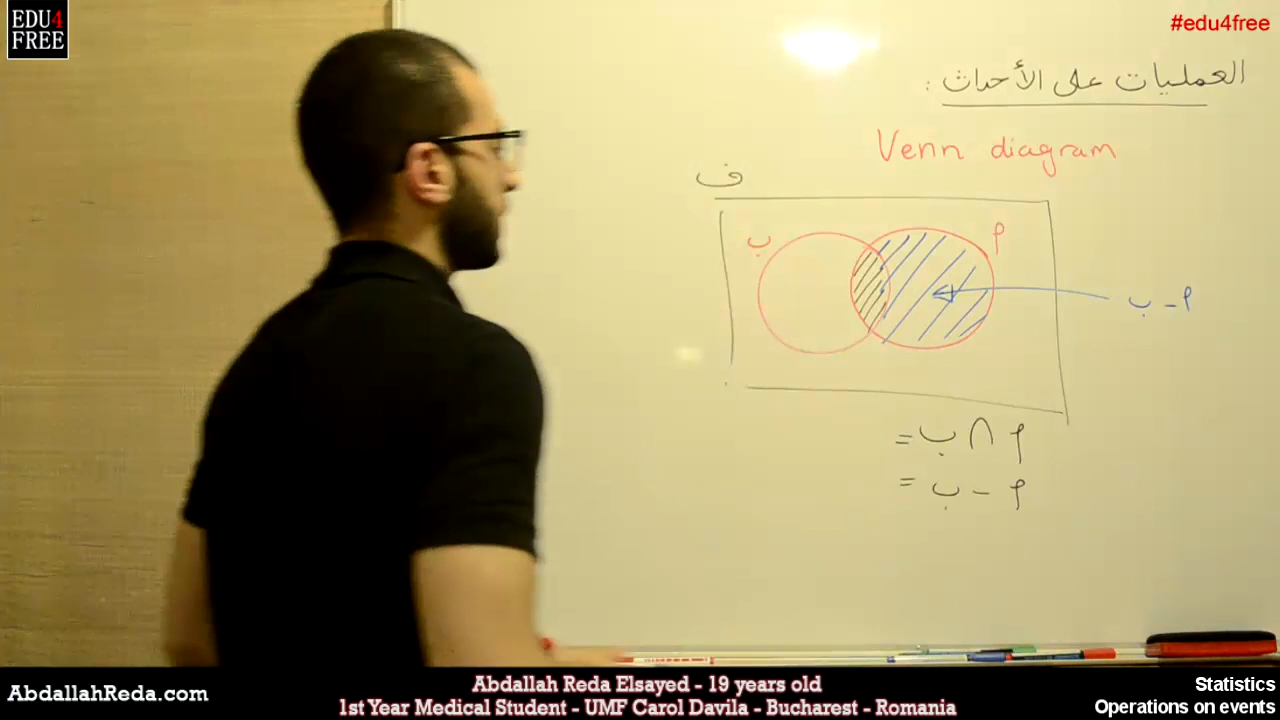 EDU4
FREE
#edu4free
العمليات على الأحداث :
Venn diagram
ف
ب
م
م - ب
م ∩ ب =
م - ب =
AbdallahReda.com
Abdallah Reda Elsayed - 19 years old
1st Year Medical Student - UMF Carol Davila - Bucharest - Romania
Statistics
Operations on events